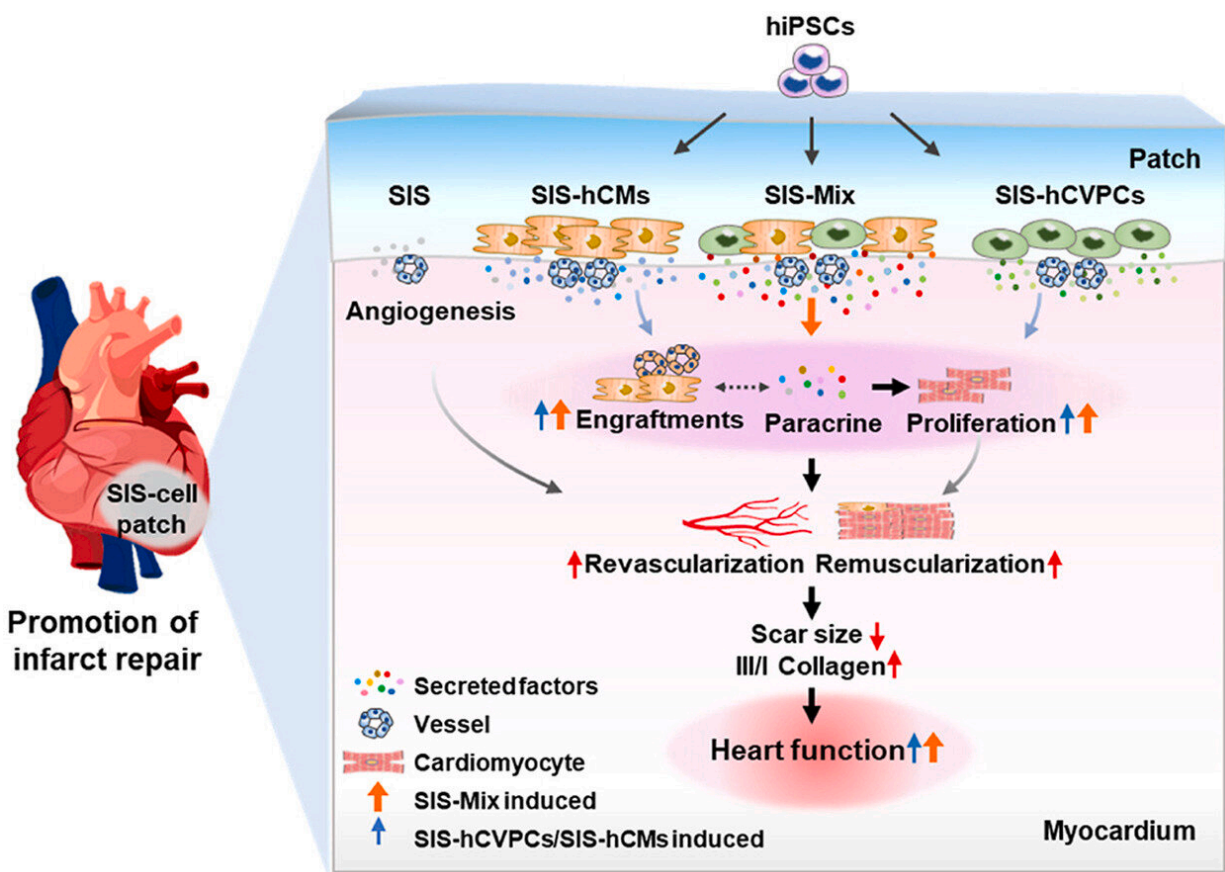 hiPSCs
Patch
SIS
SIS-hCMs
SIS-Mix
SIS-hCVPCs
Angiogenesis
Engraftments
Paracrine
Proliferation
SIS-cell
patch
Revascularization
Remuscularization
Promotion of
infarct repair
Scar size
III/I Collagen
Heart function
Secreted factors
Vessel
Cardiomyocyte
SIS-Mix induced
SIS-hCVPCs/SIS-hCMs induced
Myocardium